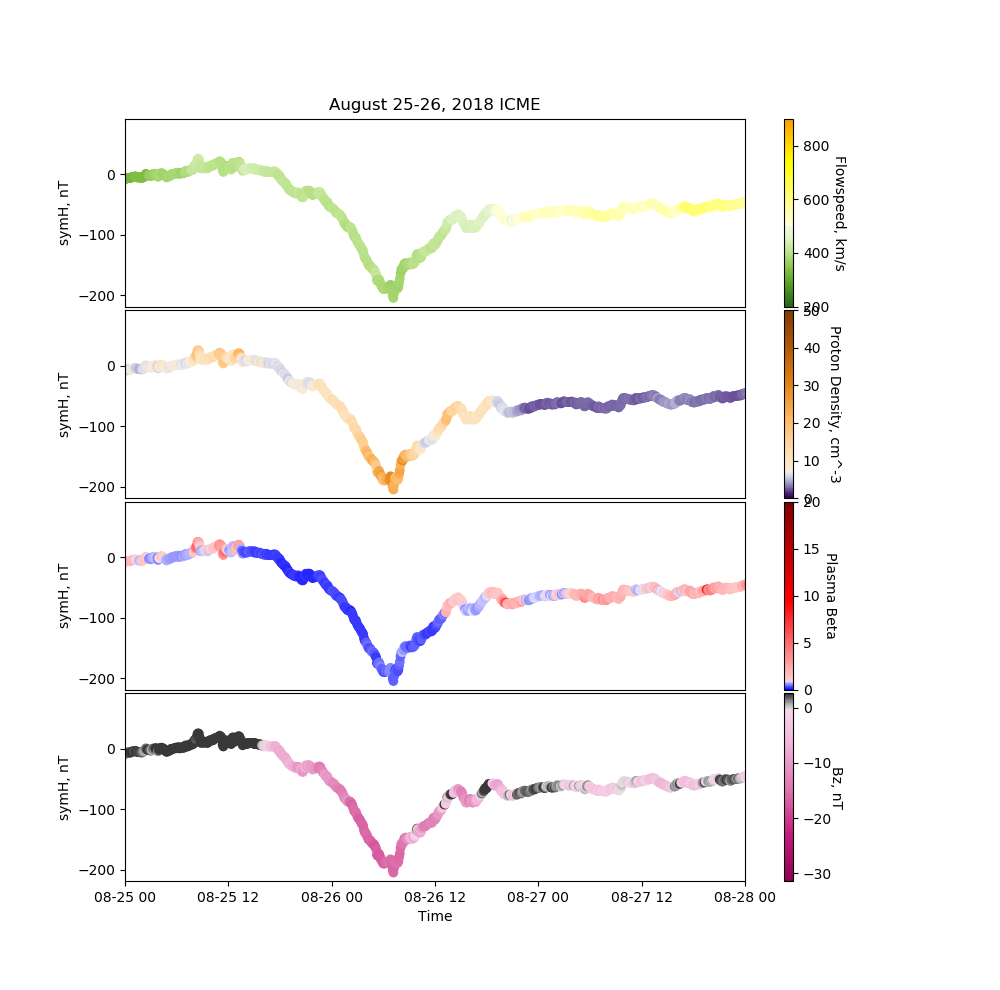 August 25-26, 2018 ICME
symH, nT
0
−100
−200
800
600
400
200
Flowspeed, km/s
symH, nT
0
−100
−200
50
40
30
20
10
0
Proton Density, cm^-3
symH, nT
0
−100
−200
20
15
10
5
0
Plasma Beta
symH, nT
0
−100
−200
0
−10
−20
−30
Bz, nT
08-25 00 08-25 12 08-26 00 08-26 12 08-27 00 08-27 12 08-28 00
Time